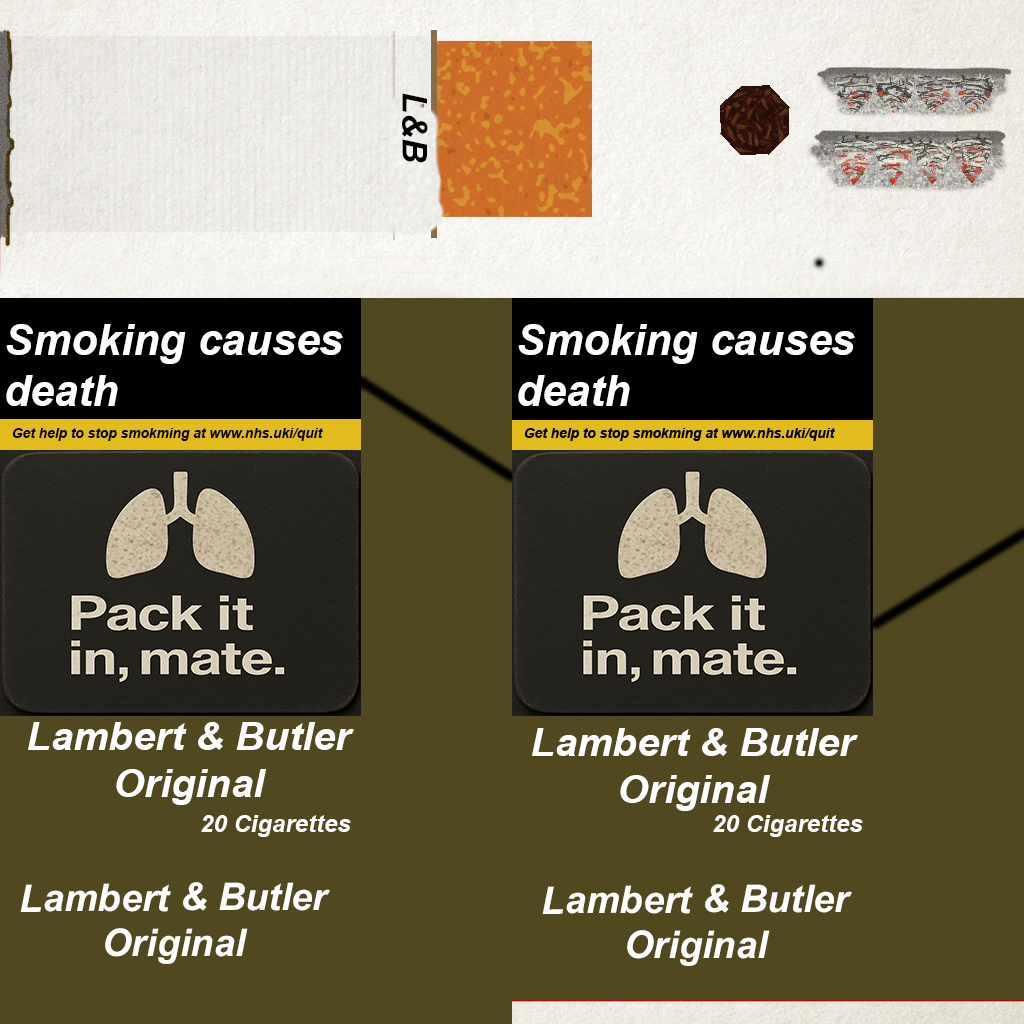 L&B
Smoking causes
death
Get help to stop smokming at www.nhs.uki/quit
Pack it
in, mate.
Lambert & Butler
Original
20 Cigarettes
Lambert & Butler
Original
Smoking causes
death
Get help to stop smokming at www.nhs.uki/quit
Pack it
in, mate.
Lambert & Butler
Original
20 Cigarettes
Lambert & Butler
Original